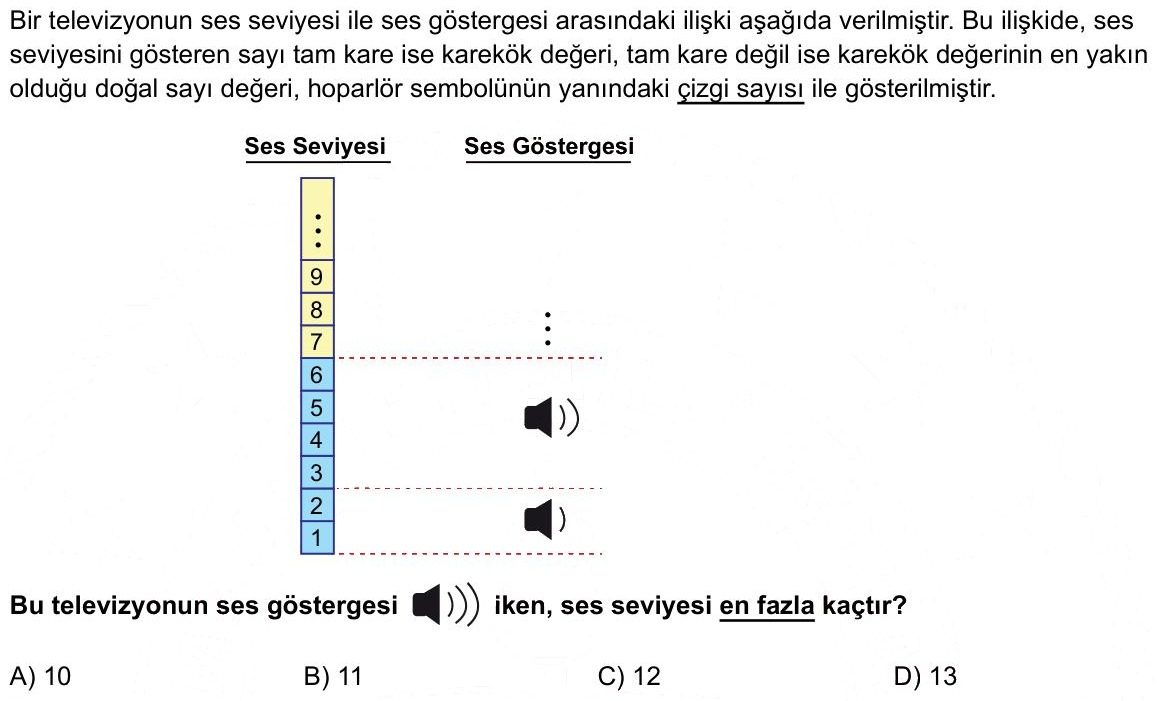 Bir televizyonun ses seviyesi ile ses göstergesi arasındaki ilişki aşağıda verilmiştir. Bu ilişkide, ses
seviyesini gösteren sayı tam kare ise karekök değeri, tam kare değil ise karekök değerinin en yakın
olduğu doğal sayı değeri, hoparlör sembolünün yanındaki çizgi sayısı ile gösterilmiştir.
Ses Seviyesi Ses Göstergesi
9
8
7
6
5
4
3
2
1
Bu televizyonun ses göstergesi iken, ses seviyesi en fazla kaçtır?
A) 10 B) 11 C) 12 D) 13